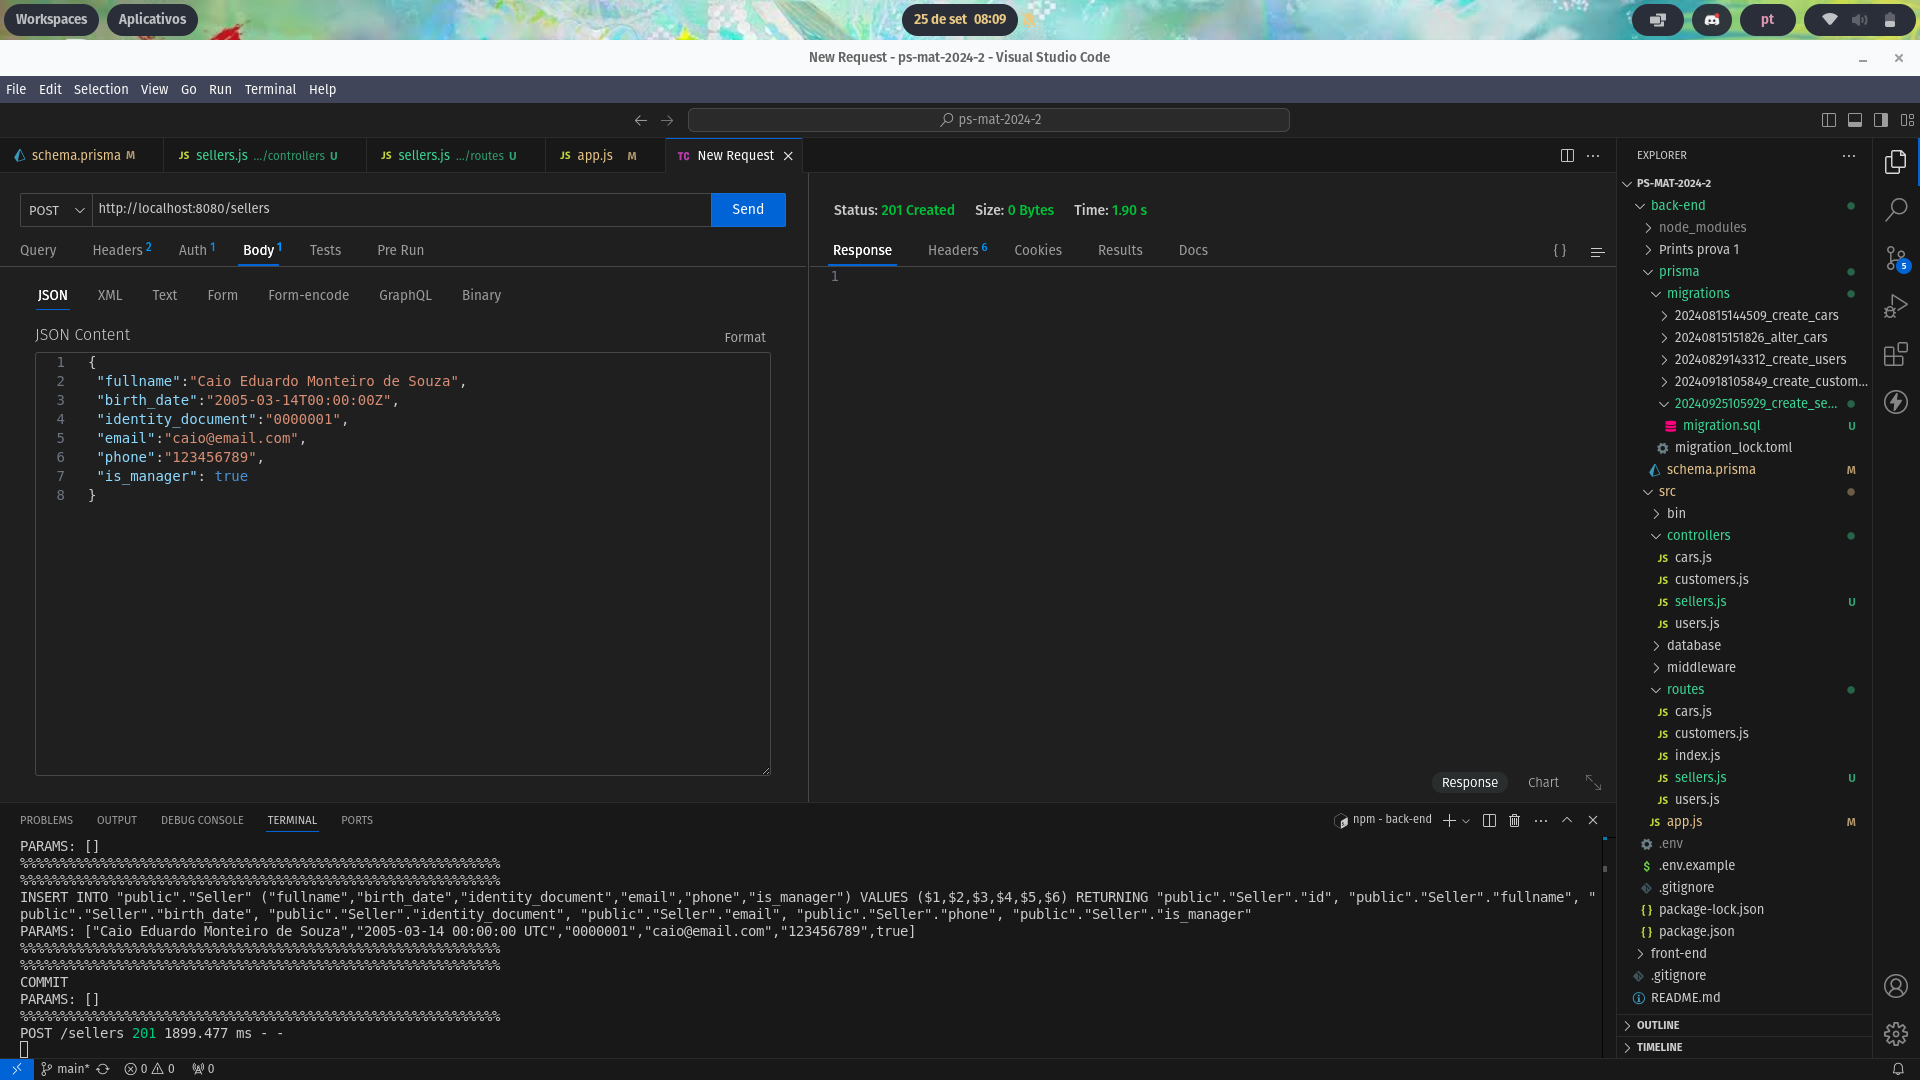 Workspaces
Aplicativos
25 de set 08:09
pt
New Request - ps-mat-2024-2 - Visual Studio Code
File Edit Selection View Go Run Terminal Help
ps-mat-2024-2
schema.prisma M
JS sellers.js .../controllers U
JS sellers.js .../routes U
JS app.js M
TC New Request
POST
http://localhost:8080/sellers
Send
Query
Headers 2
Auth 1
Body 1
Tests
Pre Run
JSON
XML
Text
Form
Form-encode
GraphQL
Binary
JSON Content
Format
1 {
2 "fullname":"Caio Eduardo Monteiro de Souza",
3 "birth_date":"2005-03-14T00:00:00Z",
4 "identity_document":"0000001",
5 "email":"caio@email.com",
6 "phone":"123456789",
7 "is_manager": true
8 }
Status: 201 Created Size: 0 Bytes Time: 1.90 s
Response
Headers 6
Cookies
Results
Docs
{ }
1
Response
Chart
PROBLEMS
OUTPUT
DEBUG CONSOLE
TERMINAL
PORTS
npm - back-end
PARAMS: []
%%%%%%%%%%%%%%%%%%%%%%%%%%%%%%%%%%%%%%%%%%%%%%%%%%%%%%%%%%%%
%%%%%%%%%%%%%%%%%%%%%%%%%%%%%%%%%%%%%%%%%%%%%%%%%%%%%%%%%%%%
INSERT INTO "public"."Seller" ("fullname","birth_date","identity_document","email","phone","is_manager") VALUES ($1,$2,$3,$4,$5,$6) RETURNING "public"."Seller"."id", "public"."Seller"."fullname", "
public"."Seller"."birth_date", "public"."Seller"."identity_document", "public"."Seller"."email", "public"."Seller"."phone", "public"."Seller"."is_manager"
PARAMS: ["Caio Eduardo Monteiro de Souza","2005-03-14 00:00:00 UTC","0000001","caio@email.com","123456789",true]
%%%%%%%%%%%%%%%%%%%%%%%%%%%%%%%%%%%%%%%%%%%%%%%%%%%%%%%%%%%%
%%%%%%%%%%%%%%%%%%%%%%%%%%%%%%%%%%%%%%%%%%%%%%%%%%%%%%%%%%%%
COMMIT
PARAMS: []
%%%%%%%%%%%%%%%%%%%%%%%%%%%%%%%%%%%%%%%%%%%%%%%%%%%%%%%%%%%%
POST /sellers 201 1899.477 ms - -
EXPLORER
PS-MAT-2024-2
back-end
node_modules
Prints prova 1
prisma
migrations
20240815144509_create_cars
20240815151826_alter_cars
20240829143312_create_users
20240918105849_create_custom...
20240925105929_create_se...
migration.sql U
migration_lock.toml
schema.prisma M
src
bin
controllers
JS cars.js
JS customers.js
JS sellers.js U
JS users.js
database
middleware
routes
JS cars.js
JS customers.js
JS index.js
JS sellers.js U
JS users.js
JS app.js M
.env
$ .env.example
.gitignore
{} package-lock.json
{} package.json
front-end
.gitignore
README.md
OUTLINE
TIMELINE
5
main* 0 0 0